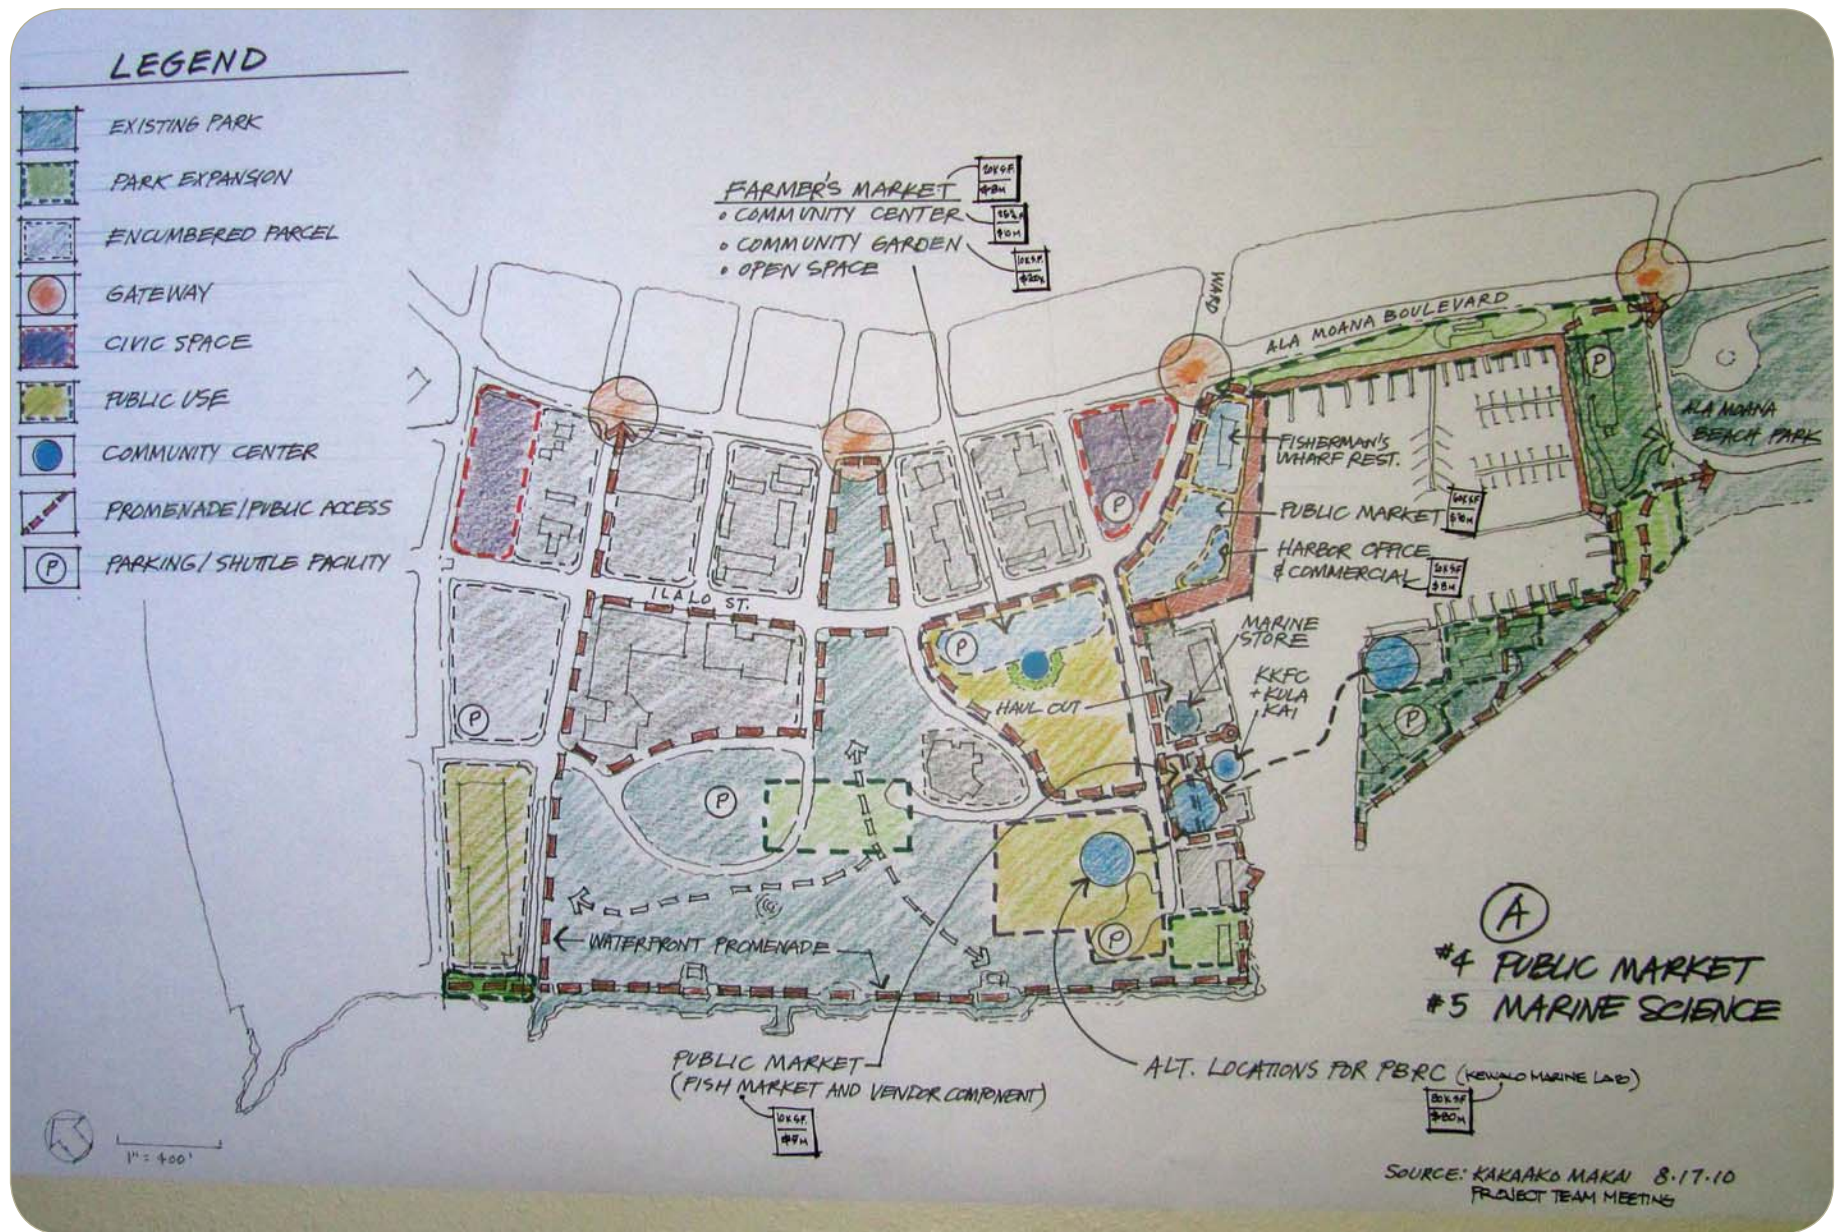 LEGEND
EXISTING PARK
PARK EXPANSION
ENCUMBERED PARCEL
GATEWAY
CIVIC SPACE
PUBLIC USE
COMMUNITY CENTER
PROMENADE/PUBLIC ACCESS
P
PARKING/SHUTTLE FACILITY
FARMER'S MARKET
• COMMUNITY CENTER
• COMMUNITY GARDEN
• OPEN SPACE
WARD
ALA MOANA BOULEVARD
P
ALA MOANA
BEACH PARK
FISHERMAN'S
WHARF REST.
P
PUBLIC MARKET
HARBOR OFFICE
& COMMERCIAL
ILALO ST.
MARINE
STORE
P
KKFC
+ KULA
KAI
HAUL OUT
P
P
P
P
WATERFRONT PROMENADE
A
#4 PUBLIC MARKET
#5 MARINE SCIENCE
PUBLIC MARKET
(FISH MARKET AND VENDOR COMPONENT)
10K S.F.
ALT. LOCATIONS FOR PBRC (KEWALO MARINE LAB)
80K SF
$80M
1" = 400'
SOURCE: KAKAAKO MAKAI 8.17.10
PROJECT TEAM MEETING